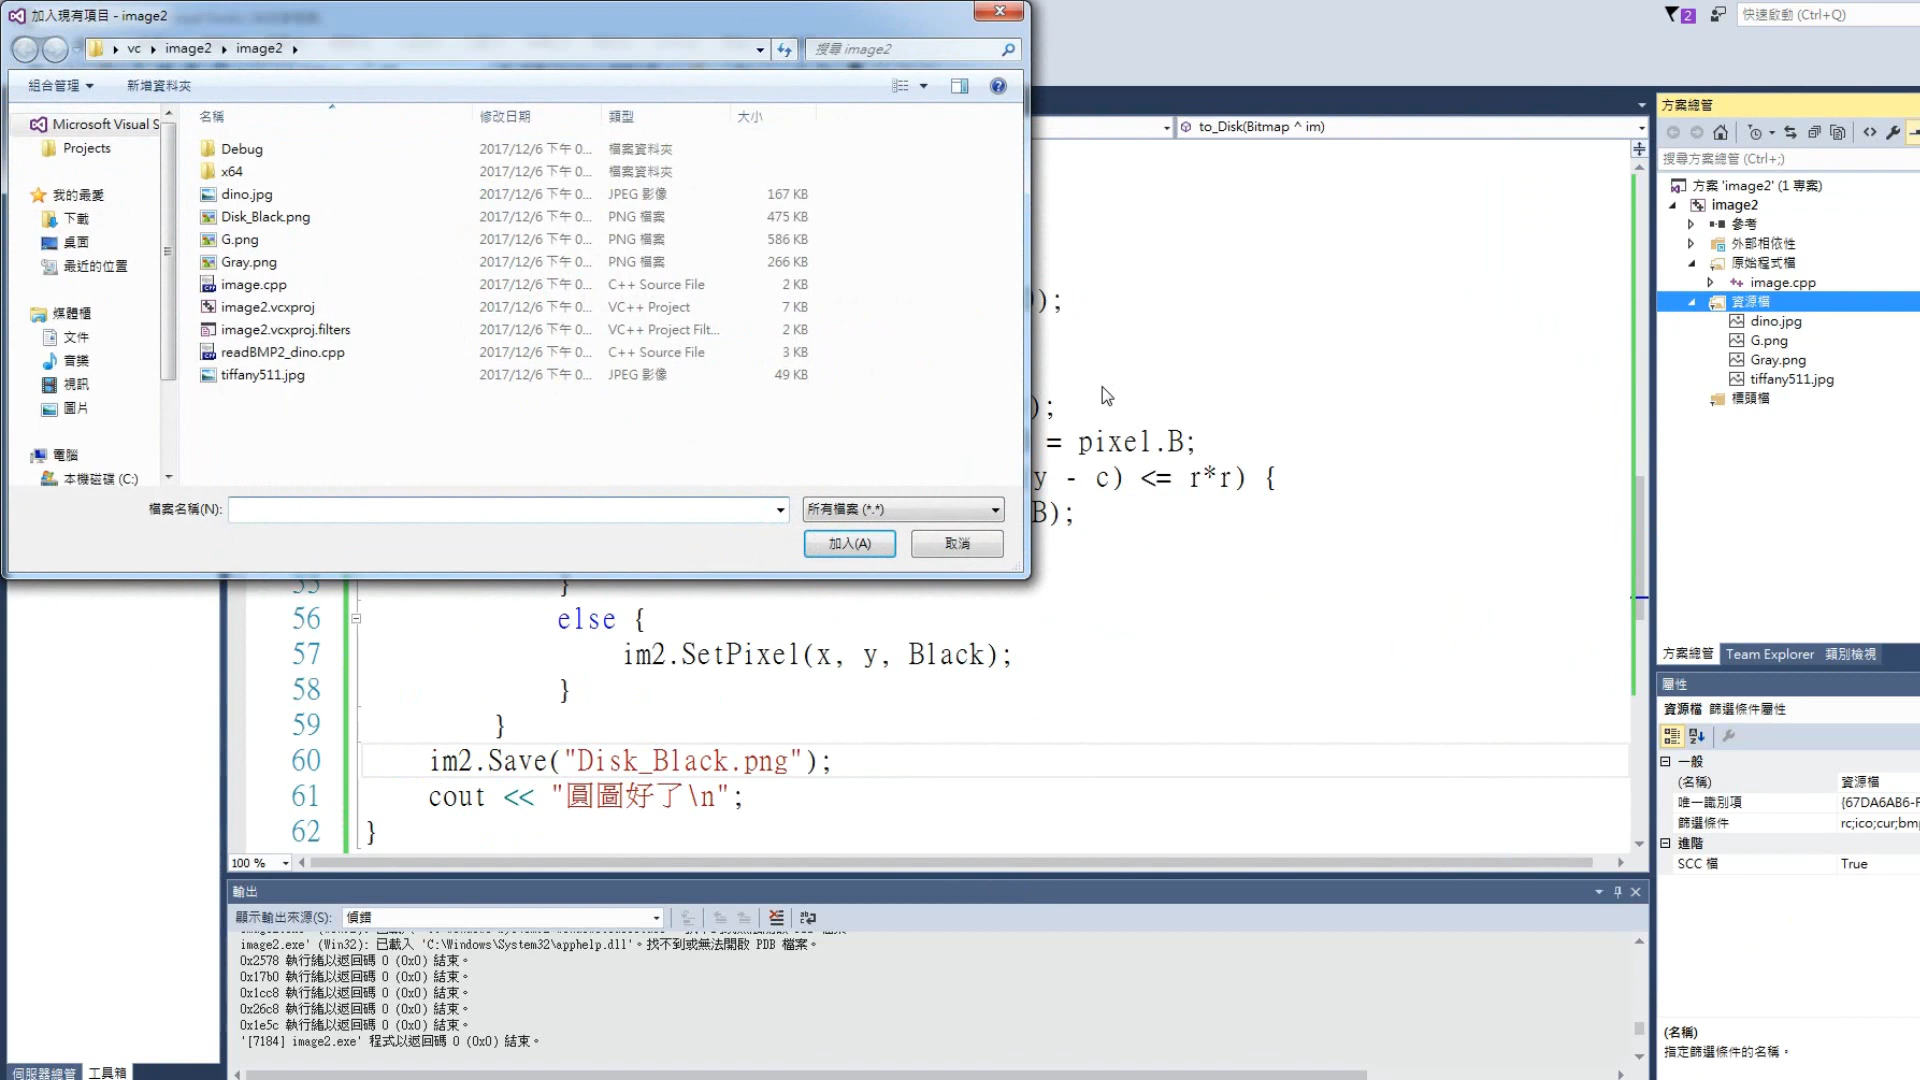 加入現有項目 - image2
vc image2 image2
搜尋 image2
組合管理 新增資料夾
Microsoft Visual S
Projects
我的最愛
下載
桌面
最近的位置
媒體櫃
文件
音樂
視訊
圖片
電腦
本機磁碟 (C:)
名稱 修改日期 類型 大小
Debug 2017/12/6 下午 0... 檔案資料夾
x64 2017/12/6 下午 0... 檔案資料夾
dino.jpg 2017/12/6 下午 0... JPEG 影像 167 KB
Disk_Black.png 2017/12/6 下午 0... PNG 檔案 475 KB
G.png 2017/12/6 下午 0... PNG 檔案 586 KB
Gray.png 2017/12/6 下午 0... PNG 檔案 266 KB
image.cpp 2017/12/6 下午 0... C++ Source File 2 KB
image2.vcxproj 2017/12/6 下午 0... VC++ Project 7 KB
image2.vcxproj.filters 2017/12/6 下午 0... VC++ Project Filt... 2 KB
readBMP2_dino.cpp 2017/12/6 下午 0... C++ Source File 3 KB
tiffany511.jpg 2017/12/6 下午 0... JPEG 影像 49 KB
檔案名稱(N): 所有檔案 (*.*)
加入(A) 取消
2 快速啟動 (Ctrl+Q)
to_Disk(Bitmap ^ im)
);
);
= pixel.B;
y - c) <= r*r) {
B);
55 }
56 else {
57 im2.SetPixel(x, y, Black);
58 }
59 }
60 im2.Save("Disk_Black.png");
61 cout << "圓圖好了\n";
62 }
100 %
輸出
顯示輸出來源(S): 偵錯
image2.exe' (Win32): 已載入 'C:\Windows\System32\apphelp.dll'。找不到或無法開啟 PDB 檔案。
0x2578 執行緒以返回碼 0 (0x0) 結束。
0x17b0 執行緒以返回碼 0 (0x0) 結束。
0x1cc8 執行緒以返回碼 0 (0x0) 結束。
0x26c8 執行緒以返回碼 0 (0x0) 結束。
0x1e5c 執行緒以返回碼 0 (0x0) 結束。
'[7184] image2.exe' 程式以返回碼 0 (0x0) 結束。
伺服器總管 工具箱
方案總管
搜尋方案總管 (Ctrl+;)
方案 'image2' (1 專案)
image2
參考
外部相依性
原始程式檔
image.cpp
資源檔
dino.jpg
G.png
Gray.png
tiffany511.jpg
標頭檔
方案總管 Team Explorer 類別檢視
屬性
資源檔 篩選條件屬性
一般
(名稱) 資源檔
唯一識別項 {67DA6AB6-F
篩選條件 rc;ico;cur;bmp
進階
SCC 檔 True
(名稱)
指定篩選條件的名稱。